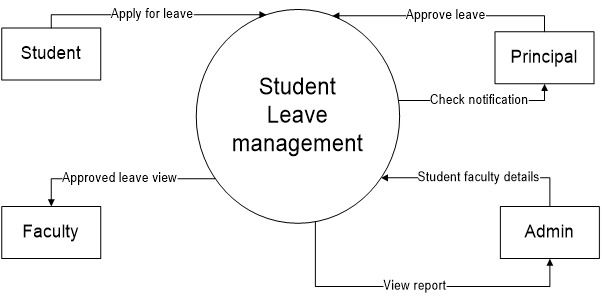 Apply for leave
Approve leave
Student
Principal
Student
Leave
management
Check notification
Approved leave view
Student faculty details
Faculty
Admin
View report